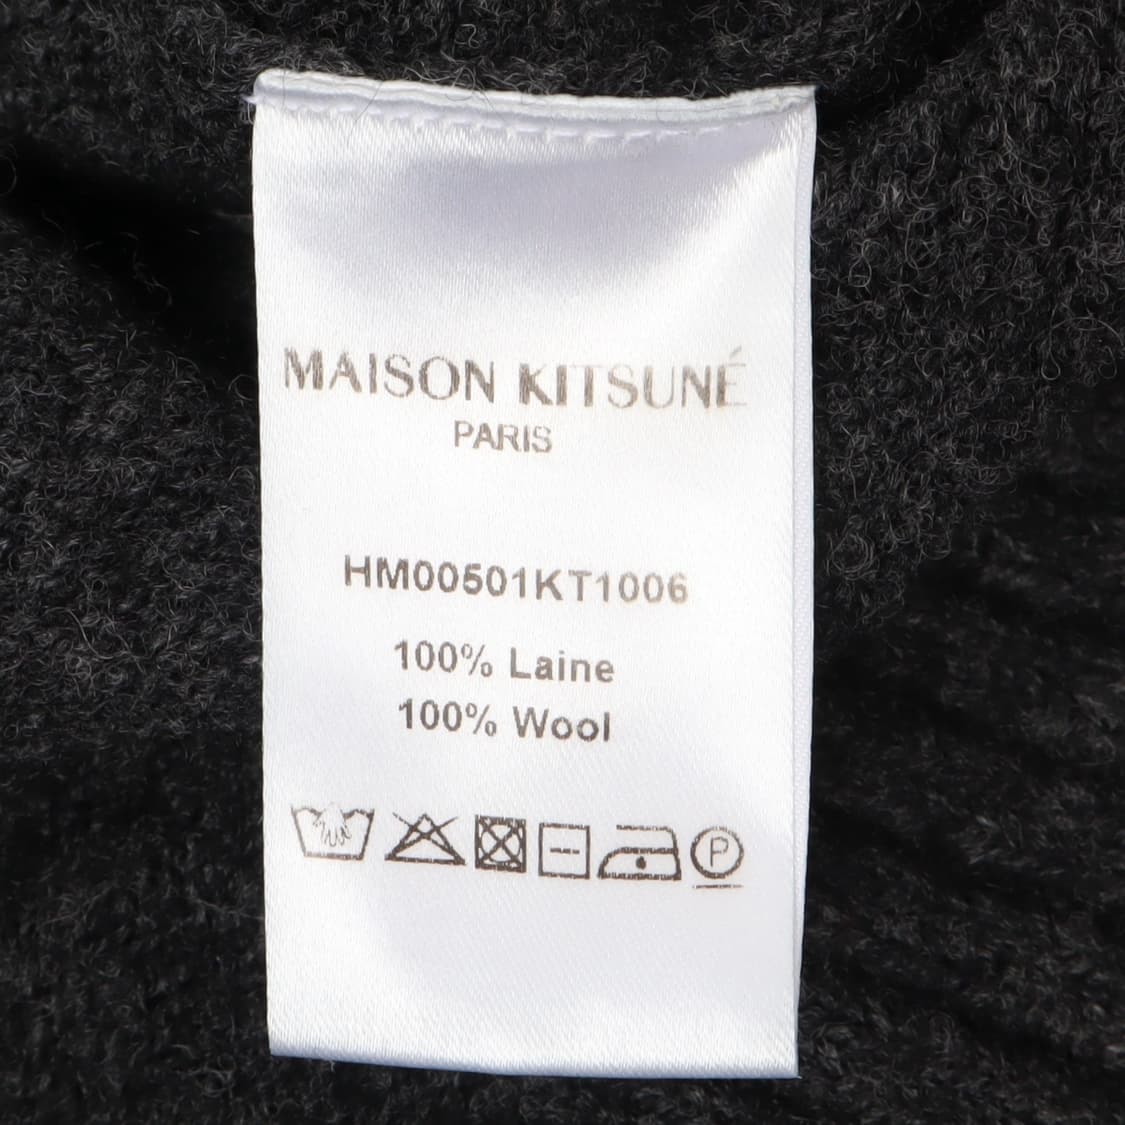 MAISON KITSUNÉ
PARIS
HM00501KT1006
100% Laine
100% Wool
P